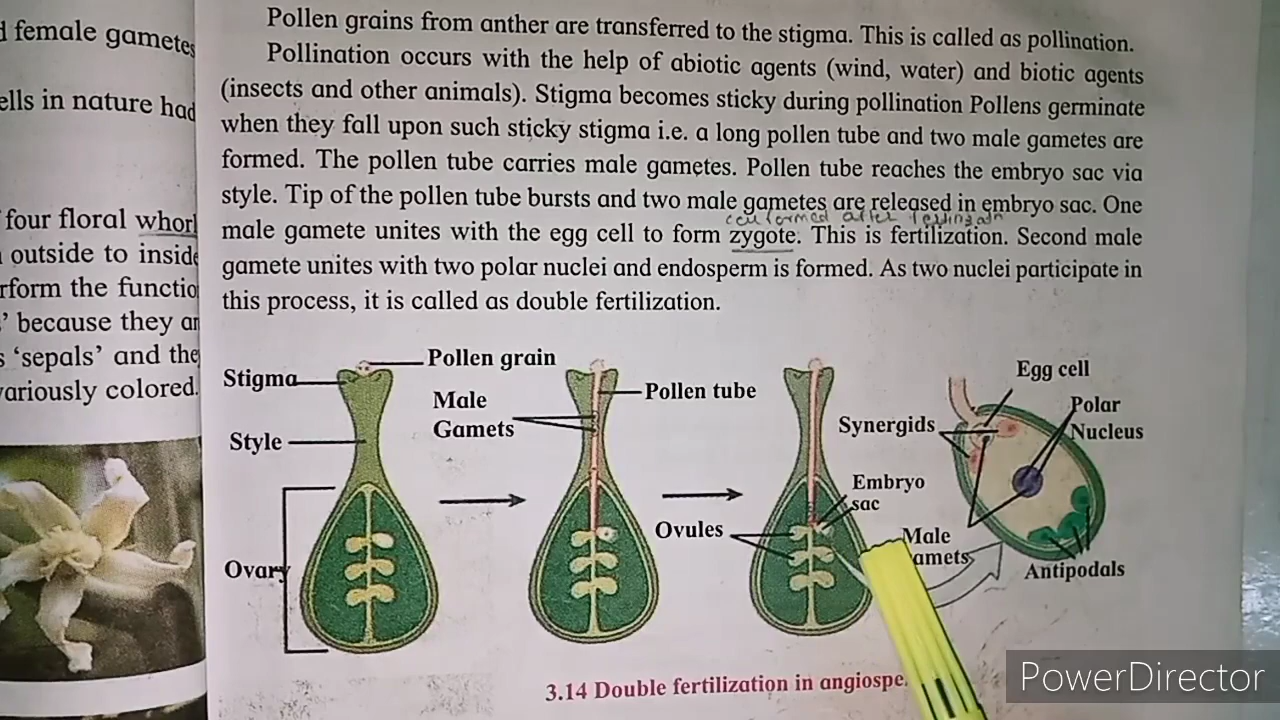 d female gametes
ells in nature had
four floral whorl
outside to inside
rform the functio
' because they ar
s 'sepals' and the
variously colored.
Pollen grains from anther are transferred to the stigma. This is called as pollination.
Pollination occurs with the help of abiotic agents (wind, water) and biotic agents
(insects and other animals). Stigma becomes sticky during pollination Pollens germinate
when they fall upon such sticky stigma i.e. a long pollen tube and two male gametes are
formed. The pollen tube carries male gametes. Pollen tube reaches the embryo sac via
style. Tip of the pollen tube bursts and two male gametes are released in embryo sac. One
formed after
male gamete unites with the egg cell to form zygote. This is fertilization. Second male
gamete unites with two polar nuclei and endosperm is formed. As two nuclei participate in
this process, it is called as double fertilization.
Pollen grain
Stigma
Style
Ovary
Male
Gamets
Pollen tube
Ovules
Embryo
sac
Egg cell
Polar
Nucleus
Synergids
Male
amets
Antipodals
3.14 Double fertilization in angiospe
PowerDirector